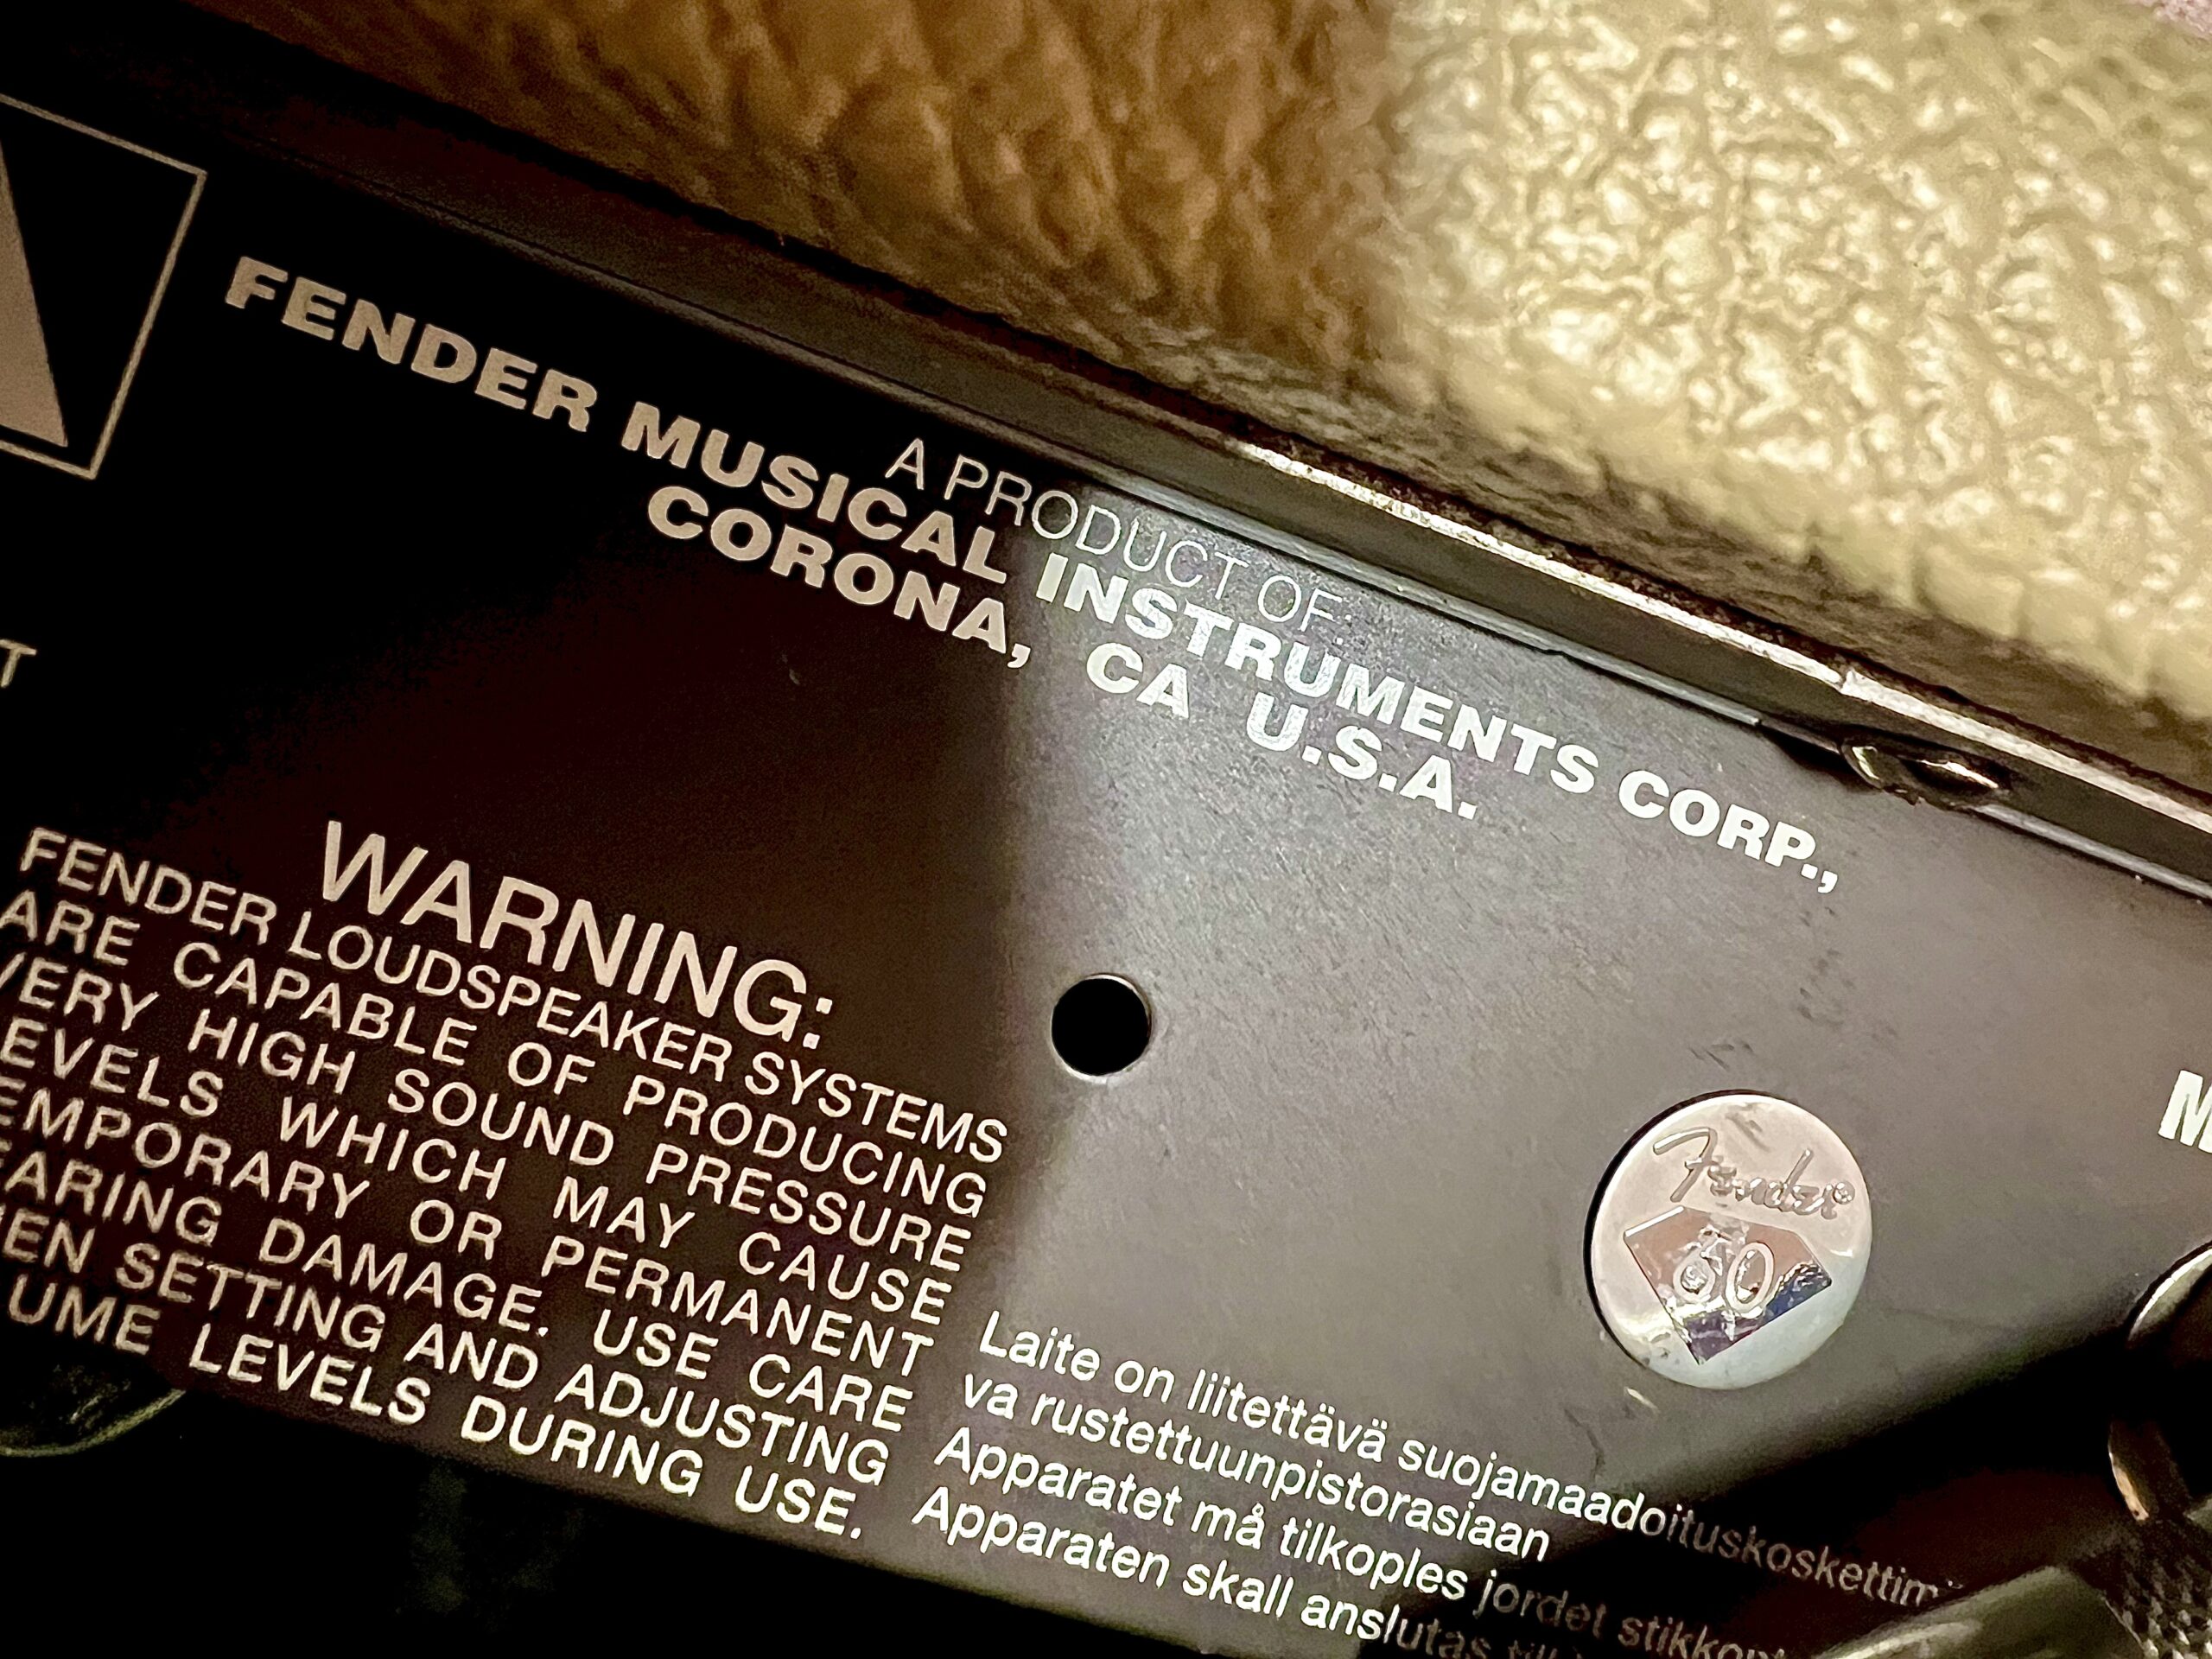 A PRODUCT OF:
FENDER MUSICAL INSTRUMENTS CORP.,
CORONA, CA U.S.A.
WARNING:
FENDER LOUDSPEAKER SYSTEMS
ARE CAPABLE OF PRODUCING
VERY HIGH SOUND PRESSURE
LEVELS WHICH MAY CAUSE
TEMPORARY OR PERMANENT
HEARING DAMAGE. USE CARE
WHEN SETTING AND ADJUSTING
VOLUME LEVELS DURING USE.
Fender®
60
Laite on liitettävä suojamaadoituskoskettim
va rustettuunpistorasiaan
Apparatet må tilkoples jordet stikkont
Apparaten skall anslutas till